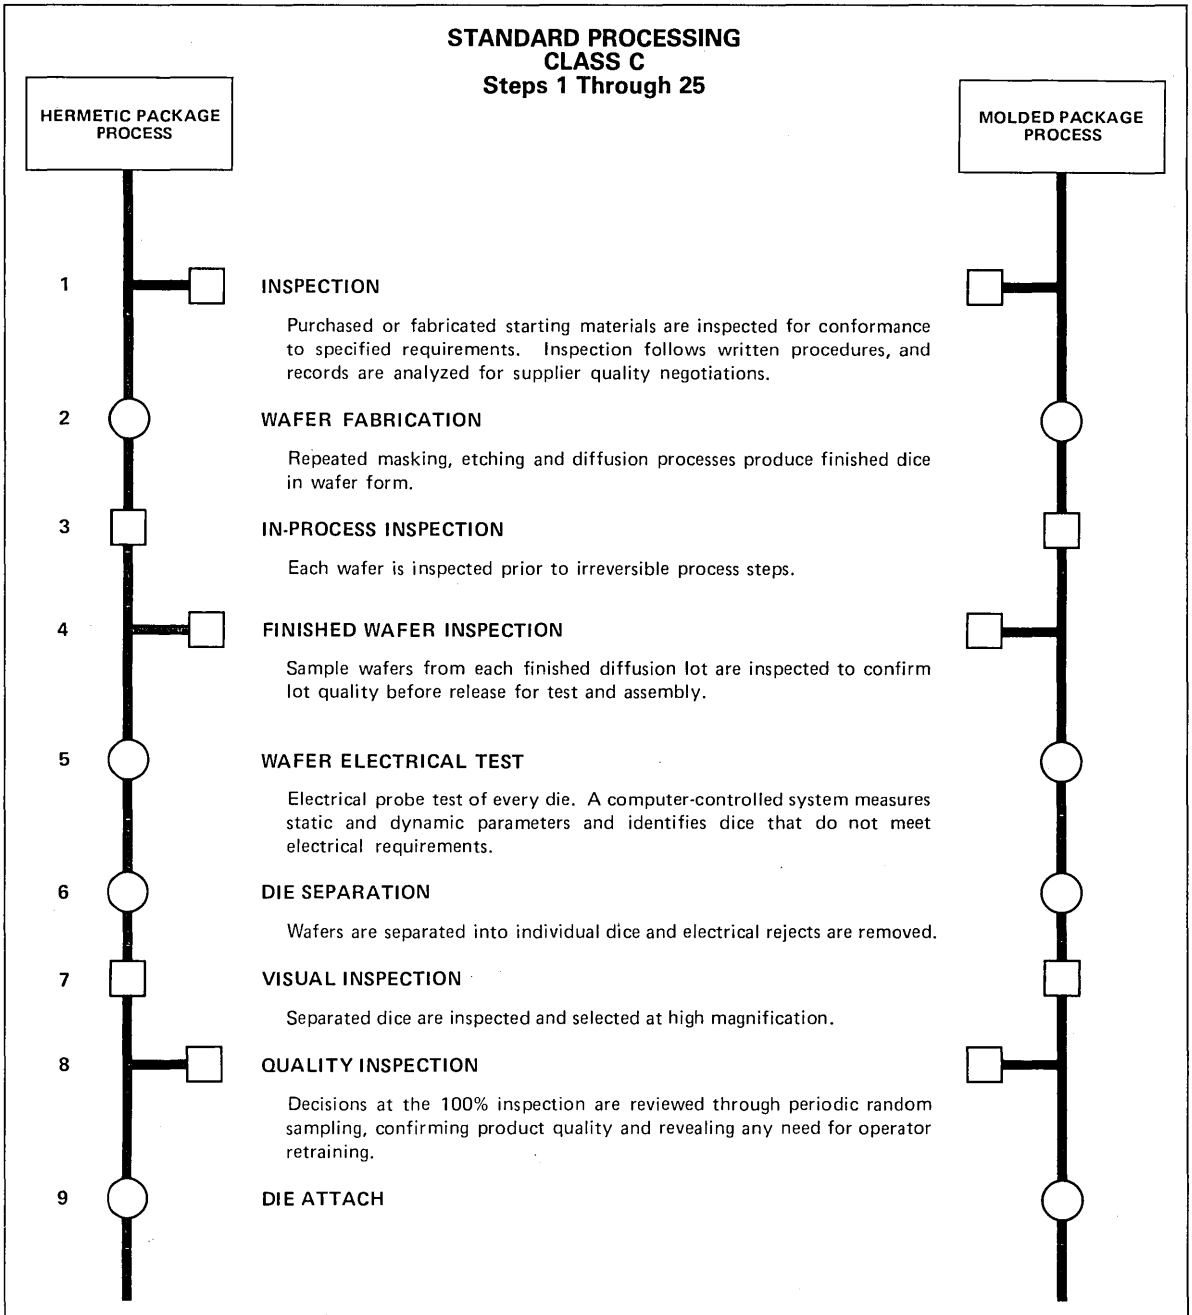 STANDARD PROCESSING
CLASS C
Steps 1 Through 25
HERMETIC PACKAGE
PROCESS
MOLDED PACKAGE
PROCESS
1 INSPECTION
Purchased or fabricated starting materials are inspected for conformance
to specified requirements. Inspection follows written procedures, and
records are analyzed for supplier quality negotiations.
2 WAFER FABRICATION
Repeated masking, etching and diffusion processes produce finished dice
in wafer form.
3 IN-PROCESS INSPECTION
Each wafer is inspected prior to irreversible process steps.
4 FINISHED WAFER INSPECTION
Sample wafers from each finished diffusion lot are inspected to confirm
lot quality before release for test and assembly.
5 WAFER ELECTRICAL TEST
Electrical probe test of every die. A computer-controlled system measures
static and dynamic parameters and identifies dice that do not meet
electrical requirements.
6 DIE SEPARATION
Wafers are separated into individual dice and electrical rejects are removed.
7 VISUAL INSPECTION
Separated dice are inspected and selected at high magnification.
8 QUALITY INSPECTION
Decisions at the 100% inspection are reviewed through periodic random
sampling, confirming product quality and revealing any need for operator
retraining.
9 DIE ATTACH